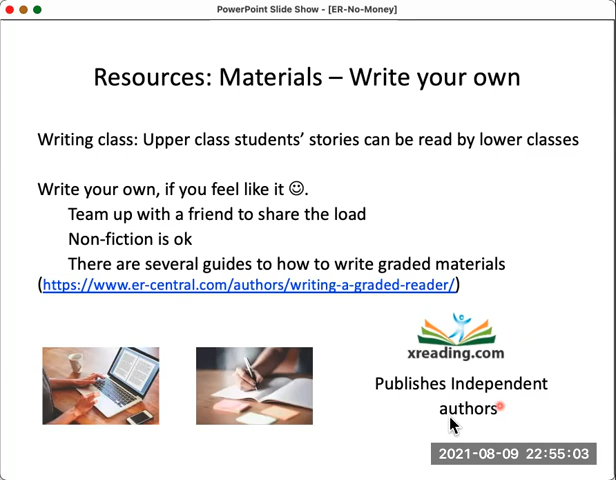 PowerPoint Slide Show - [ER-No-Money]
Resources: Materials – Write your own
Writing class: Upper class students’ stories can be read by lower classes
Write your own, if you feel like it ☺.
Team up with a friend to share the load
Non-fiction is ok
There are several guides to how to write graded materials
(https://www.er-central.com/authors/writing-a-graded-reader/)
xreading.com
Publishes Independent
authors
2021-08-09 22:55:03